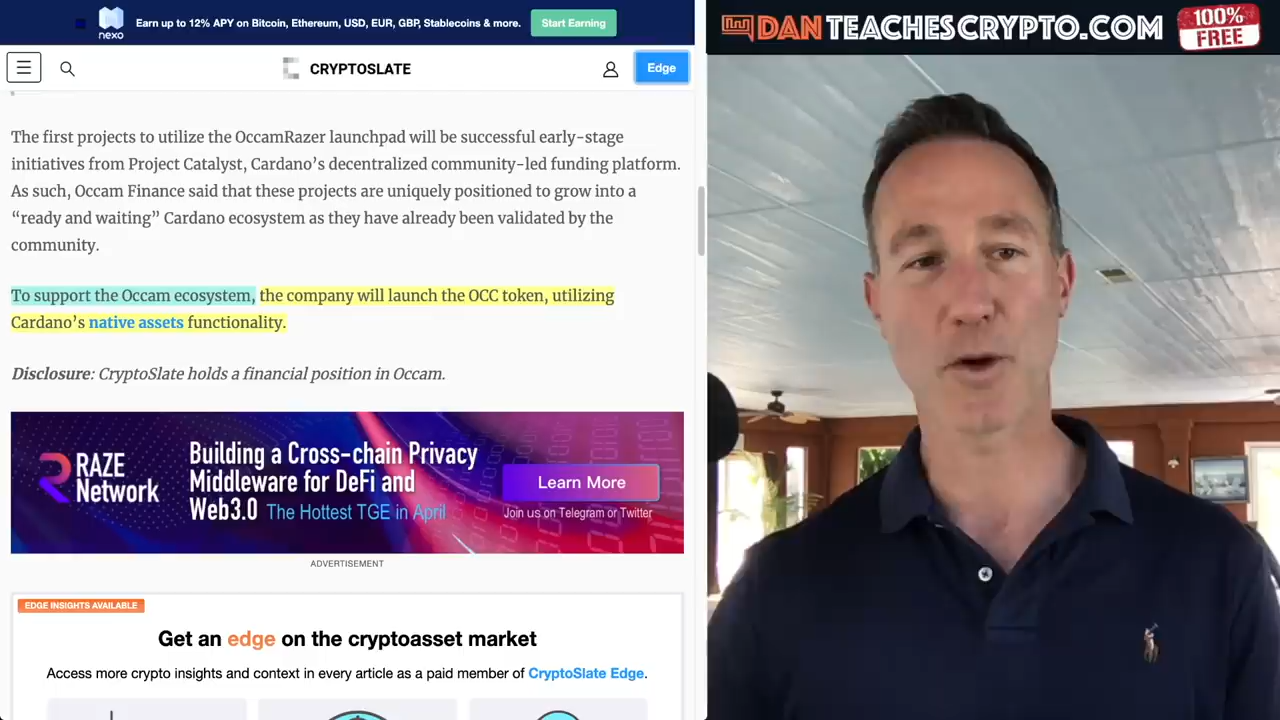 nexo
Earn up to 12% APY on Bitcoin, Ethereum, USD, EUR, GBP, Stablecoins & more.
Start Earning
DANTEACHESCRYPTO.COM
100%
FREE
CRYPTOSLATE
Edge
The first projects to utilize the OccamRazer launchpad will be successful early-stage
initiatives from Project Catalyst, Cardano’s decentralized community-led funding platform.
As such, Occam Finance said that these projects are uniquely positioned to grow into a
“ready and waiting” Cardano ecosystem as they have already been validated by the
community.
To support the Occam ecosystem, the company will launch the OCC token, utilizing
Cardano’s native assets functionality.
Disclosure: CryptoSlate holds a financial position in Occam.
RAZE
Network
Building a Cross-chain Privacy
Middleware for DeFi and
Web3.0 The Hottest TGE in April
Learn More
Join us on Telegram or Twitter
ADVERTISEMENT
EDGE INSIGHTS AVAILABLE
Get an edge on the cryptoasset market
Access more crypto insights and context in every article as a paid member of CryptoSlate Edge.